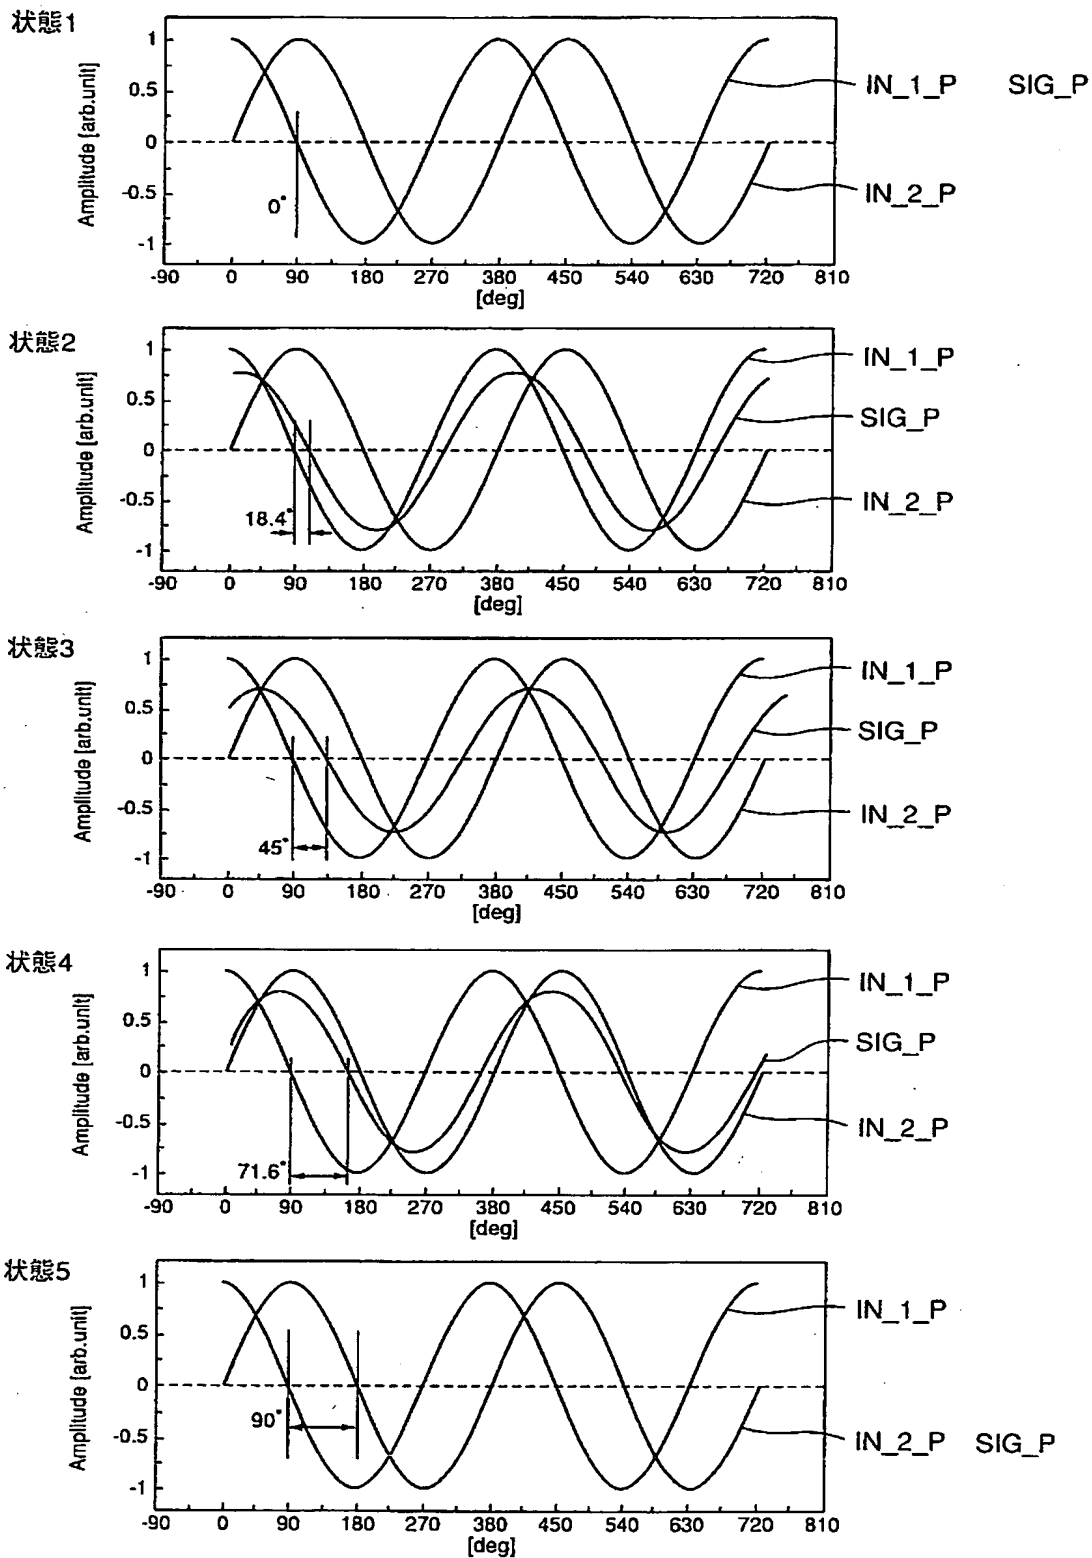 状態1
Amplitude [arb.unit]
1
0.5
0
-0.5
-1
0°
IN_1_P SIG_P
IN_2_P
-90 0 90 180 270 380 450 540 630 720 810
[deg]
状態2
Amplitude [arb.unit]
1
0.5
0
-0.5
-1
18.4°
IN_1_P
SIG_P
IN_2_P
-90 0 90 180 270 380 450 540 630 720 810
[deg]
状態3
Amplitude [arb.unit]
1
0.5
0
-0.5
-1
45°
IN_1_P
SIG_P
IN_2_P
-90 0 90 180 270 380 450 540 630 720 810
[deg]
状態4
Amplitude [arb.unit]
1
0.5
0
-0.5
-1
71.6°
IN_1_P
SIG_P
IN_2_P
-90 0 90 180 270 380 450 540 630 720 810
[deg]
状態5
Amplitude [arb.unit]
1
0.5
0
-0.5
-1
90°
IN_1_P
IN_2_P SIG_P
-90 0 90 180 270 380 450 540 630 720 810
[deg]